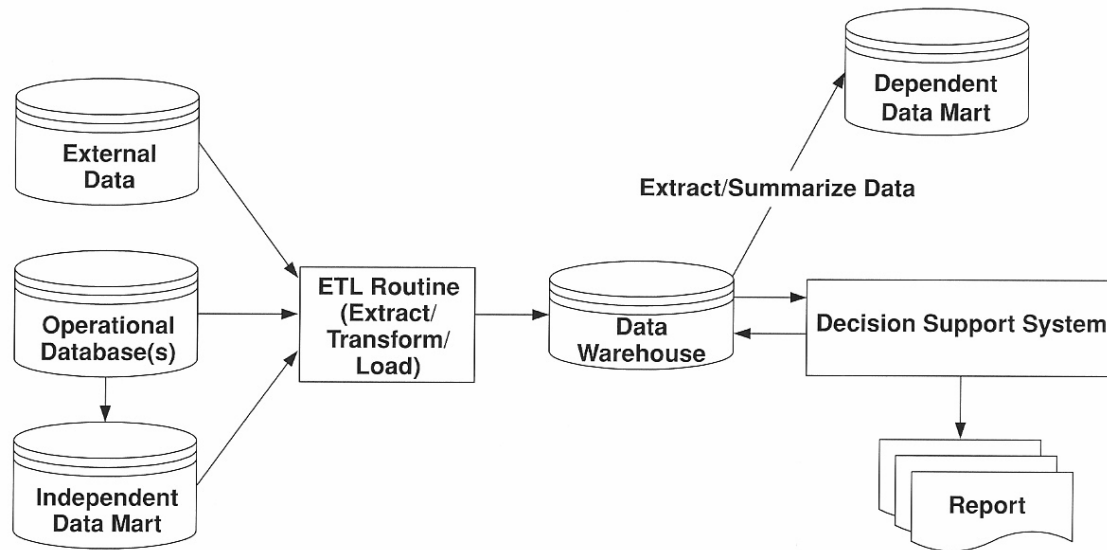 Dependent
Data Mart
External
Data
Extract/Summarize Data
ETL Routine
(Extract/
Transform/
Load)
Operational
Database(s)
Data
Warehouse
Decision Support System
Independent
Data Mart
Report